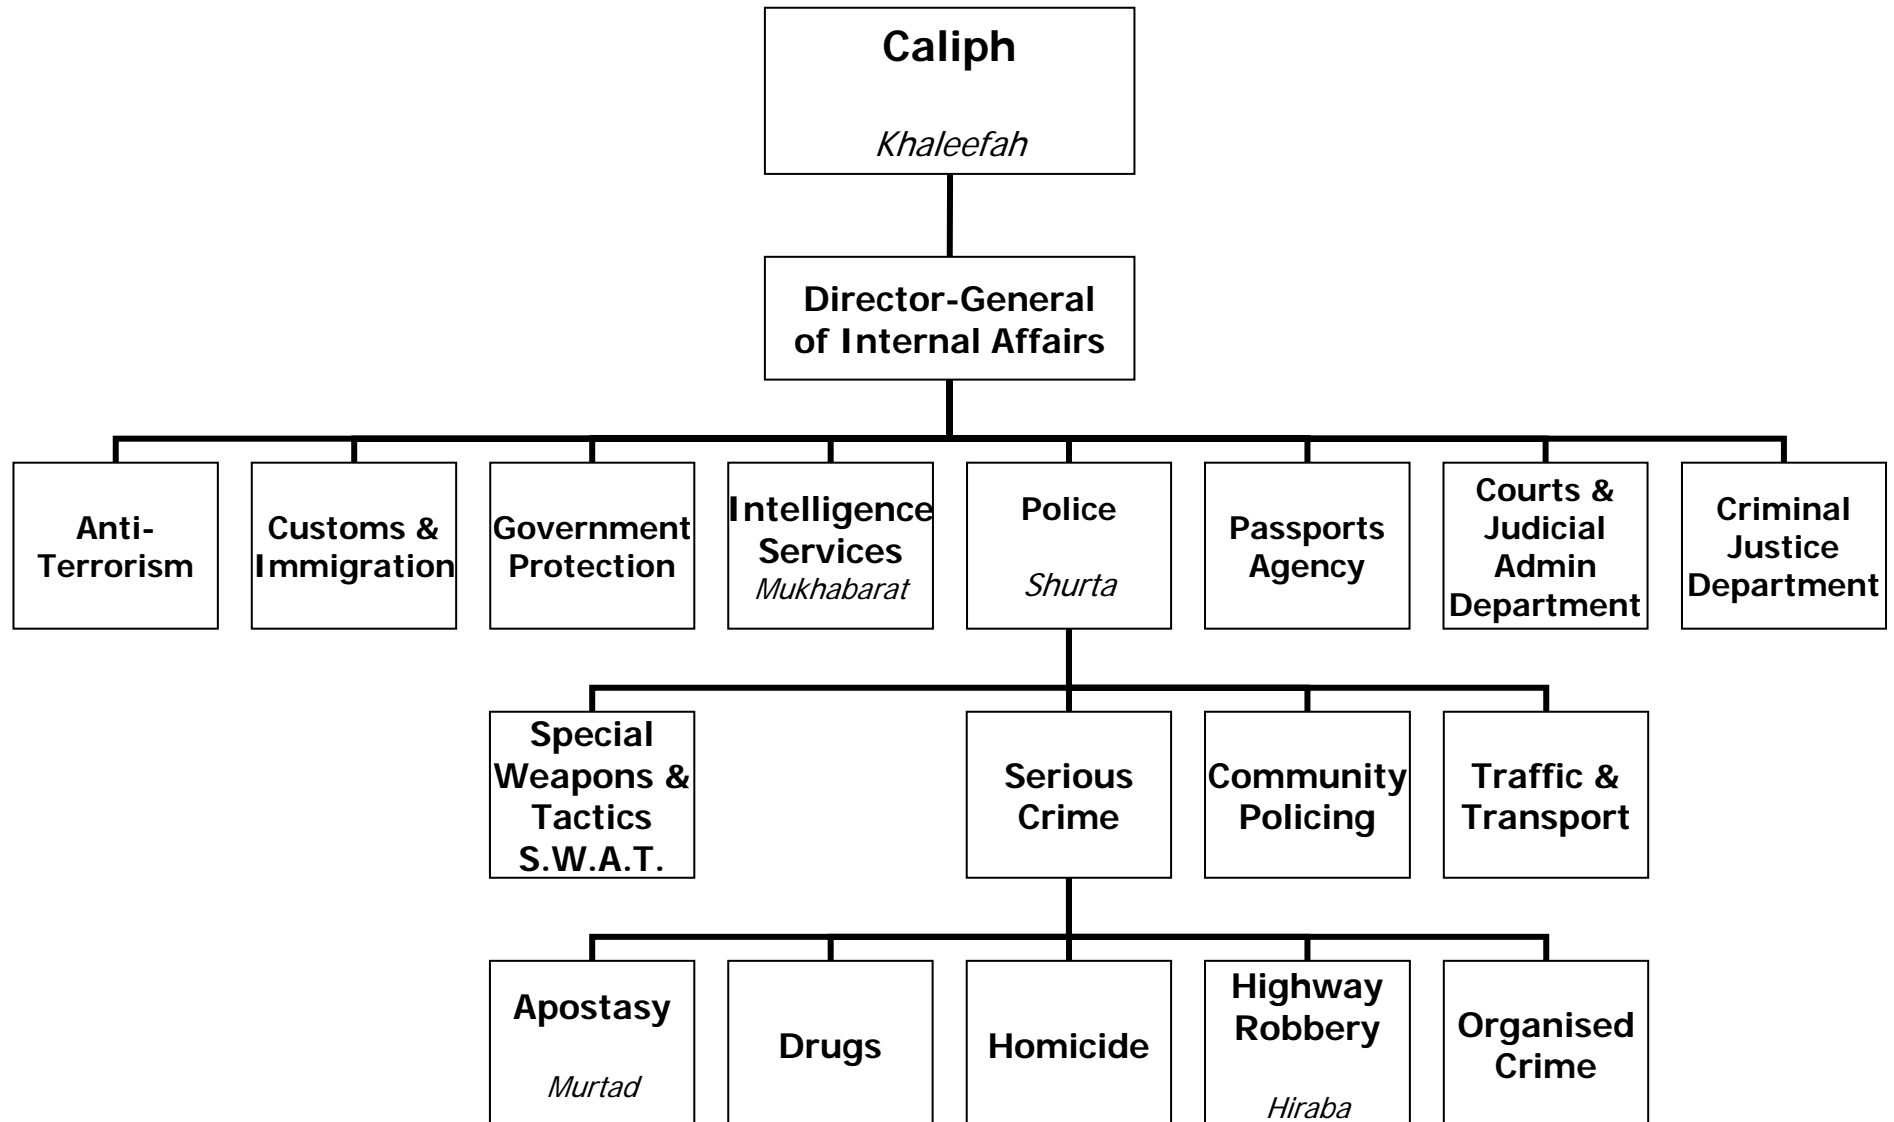 Caliph
Khaleefah
Director-General
of Internal Affairs
Anti-
Terrorism
Customs &
Immigration
Government
Protection
Intelligence
Services
Mukhabarat
Police
Shurta
Passports
Agency
Courts &
Judicial
Admin
Department
Criminal
Justice
Department
Special
Weapons &
Tactics
S.W.A.T.
Serious
Crime
Community
Policing
Traffic &
Transport
Apostasy
Murtad
Drugs
Homicide
Highway
Robbery
Hiraba
Organised
Crime